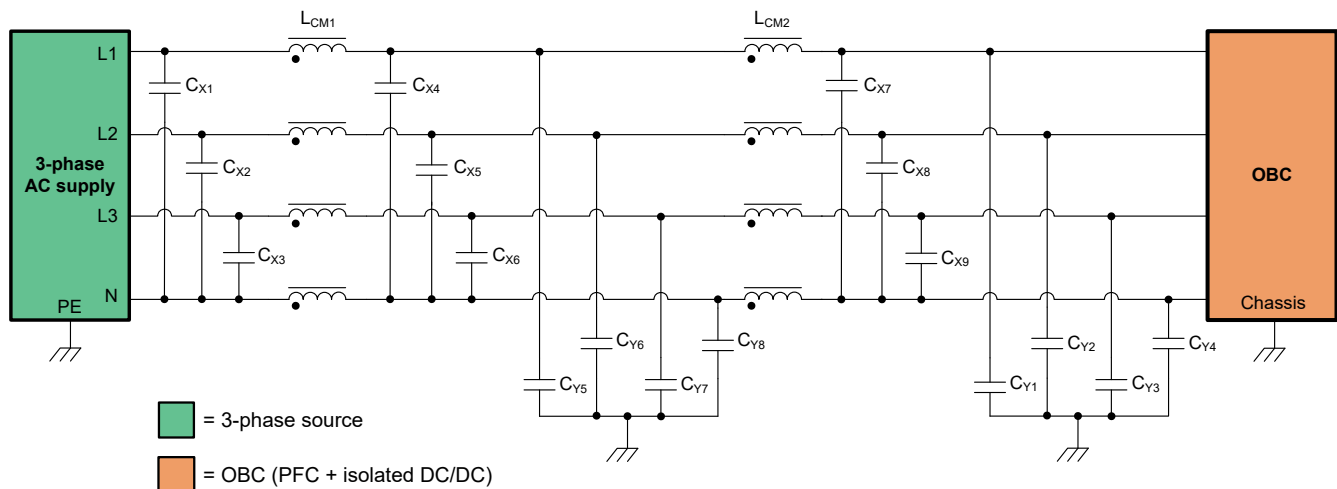 LCM1
LCM2
L1
CX1
CX4
CX7
L2
3-phase
AC supply
CX2
CX5
CX8
OBC
L3
CX3
CX6
CX9
N
PE
Chassis
CY6
CY8
CY2
CY4
CY5
CY7
CY1
CY3
= 3-phase source
= OBC (PFC + isolated DC/DC)